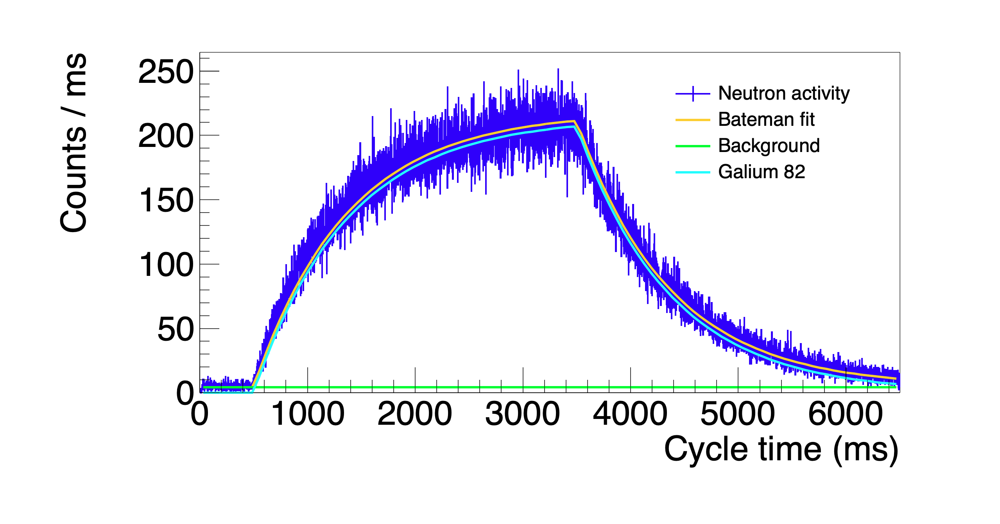 Counts / ms
250
200
150
100
50
0
0 1000 2000 3000 4000 5000 6000
Cycle time (ms)
Neutron activity
Bateman fit
Background
Galium 82